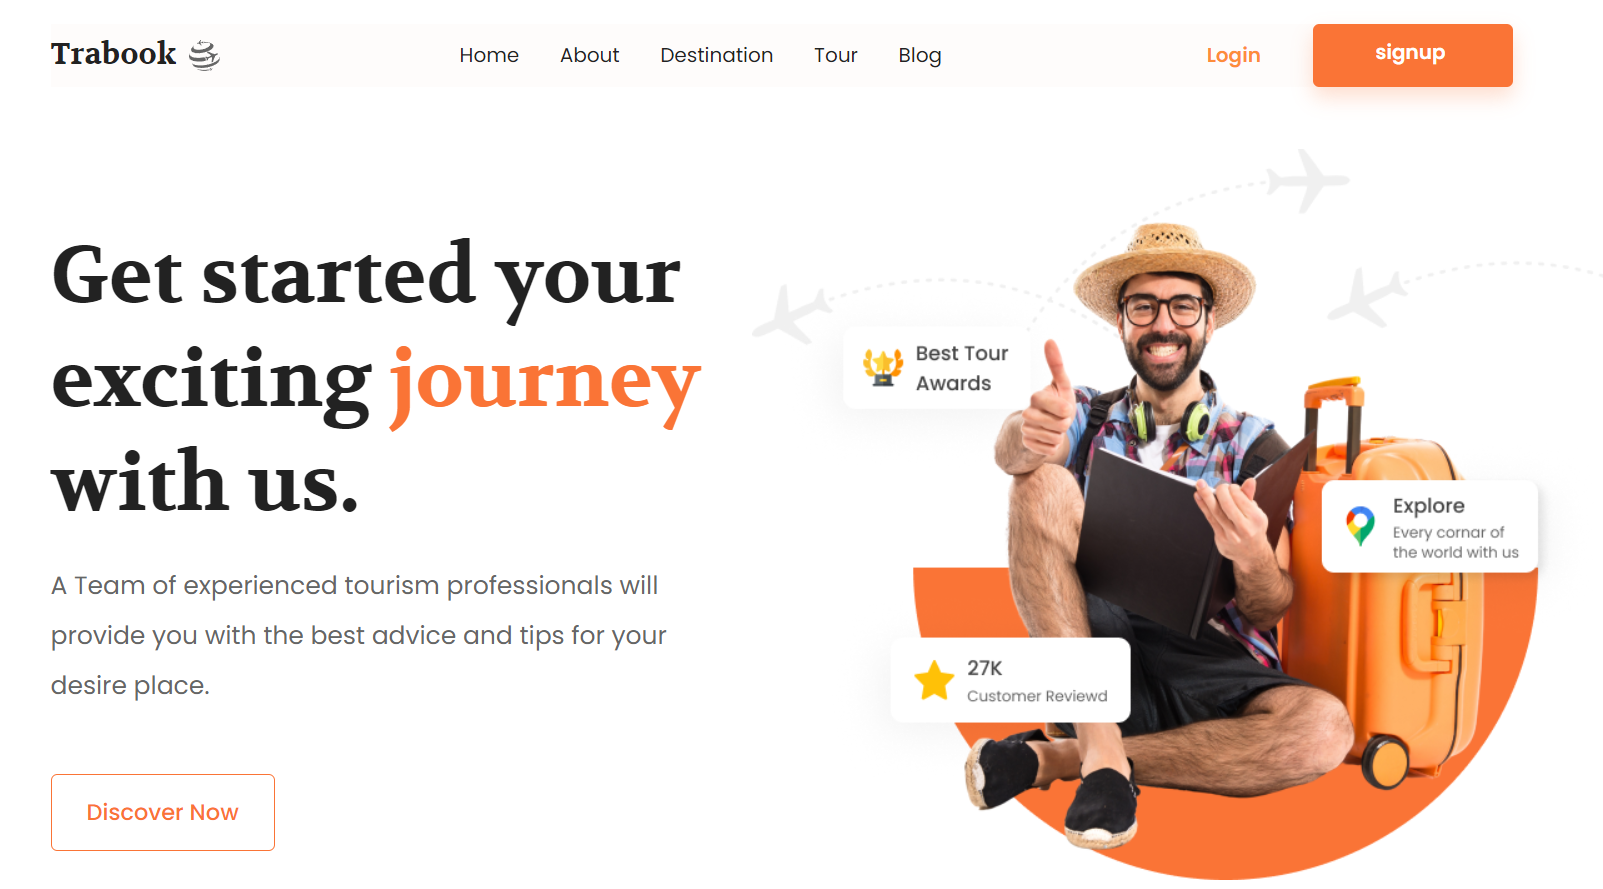 Trabook
Home About Destination Tour Blog
Login
signup
Get started your
exciting journey
with us.
A Team of experienced tourism professionals will
provide you with the best advice and tips for your
desire place.
Discover Now
Best Tour
Awards
Explore
Every cornar of
the world with us
27K
Customer Reviewd